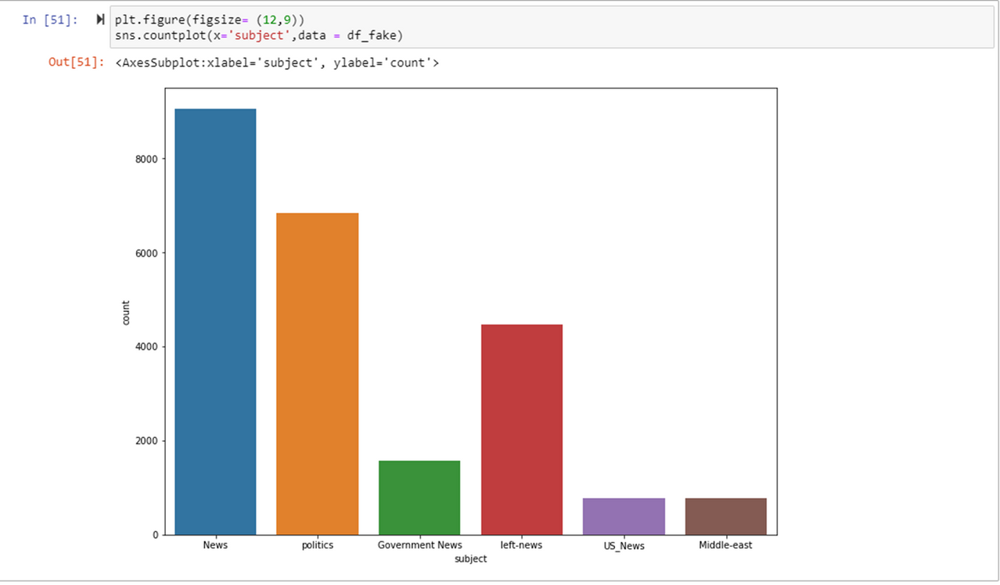 In [51]: plt.figure(figsize= (12,9))
sns.countplot(x='subject',data = df_fake)
Out[51]: <AxesSubplot:xlabel='subject', ylabel='count'>
8000
6000
4000
2000
0
count
News politics Government News left-news US_News Middle-east
subject